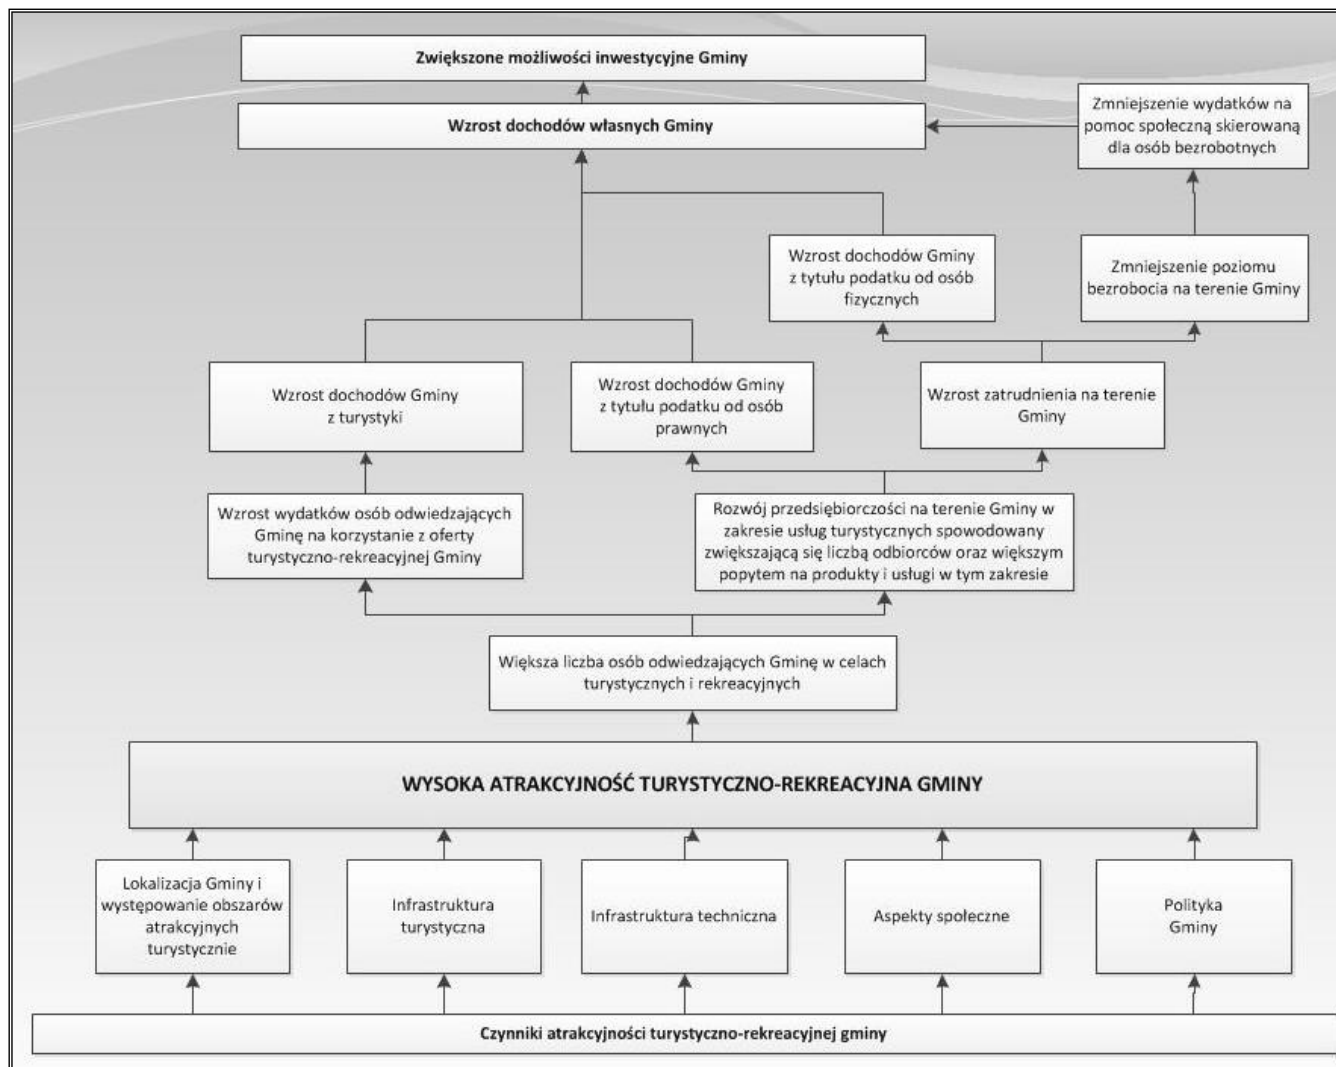 Zwiększone możliwości inwestycyjne Gminy
Wzrost dochodów własnych Gminy
Zmniejszenie wydatków na
pomoc społeczną skierowaną
dla osób bezrobotnych
Wzrost dochodów Gminy
z tytułu podatku od osób
fizycznych
Zmniejszenie poziomu
bezrobocia na terenie Gminy
Wzrost dochodów Gminy
z turystyki
Wzrost dochodów Gminy
z tytułu podatku od osób
prawnych
Wzrost zatrudnienia na terenie
Gminy
Wzrost wydatków osób odwiedzających
Gminę na korzystanie z oferty
turystyczno-rekreacyjnej Gminy
Rozwój przedsiębiorczości na terenie Gminy w
zakresie usług turystycznych spowodowany
zwiększającą się liczbą odbiorców oraz większym
popytem na produkty i usługi w tym zakresie
Większa liczba osób odwiedzających Gminę w celach
turystycznych i rekreacyjnych
WYSOKA ATRAKCYJNOŚĆ TURYSTYCZNO-REKREACYJNA GMINY
Lokalizacja Gminy i
występowanie obszarów
atrakcyjnych
turystycznie
Infrastruktura
turystyczna
Infrastruktura techniczna
Aspekty społeczne
Polityka
Gminy
Czynniki atrakcyjności turystyczno-rekreacyjnej gminy